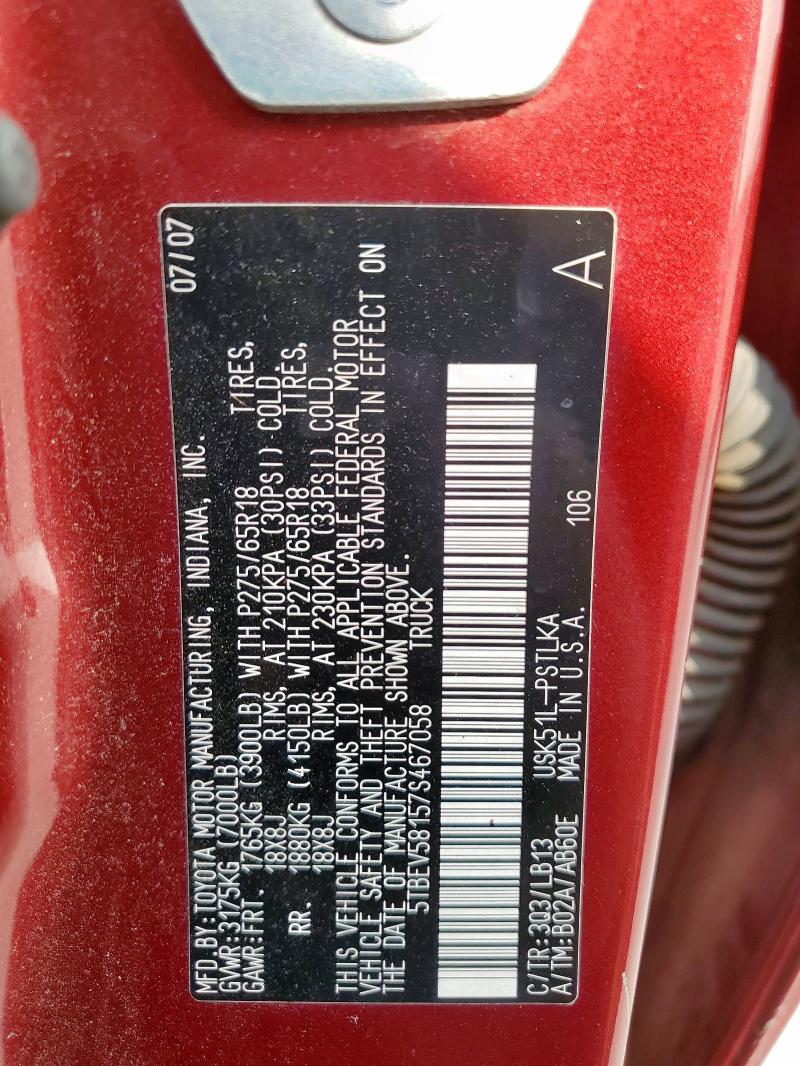 MFD.BY:TOYOTA MOTOR MANUFACTURING, INDIANA, INC. 07/07
GVWR:3175KG (7000LB)
GAWR:FRT. 1765KG (3900LB) WITH P275/65R18 TIRES,
18X8J RIMS, AT 210KPA (30PSI) COLD.
RR. 1880KG (4150LB) WITH P275/65R18 TIRES,
18X8J RIMS, AT 230KPA (33PSI) COLD.
THIS VEHICLE CONFORMS TO ALL APPLICABLE FEDERAL MOTOR
VEHICLE SAFETY AND THEFT PREVENTION STANDARDS IN EFFECT ON
THE DATE OF MANUFACTURE SHOWN ABOVE.
5TBEV58157S467058 TRUCK
C/TR:3Q3/LB13 USK51L-PSTLKA
A/TM:B02A/AB60E MADE IN U.S.A. 106 A